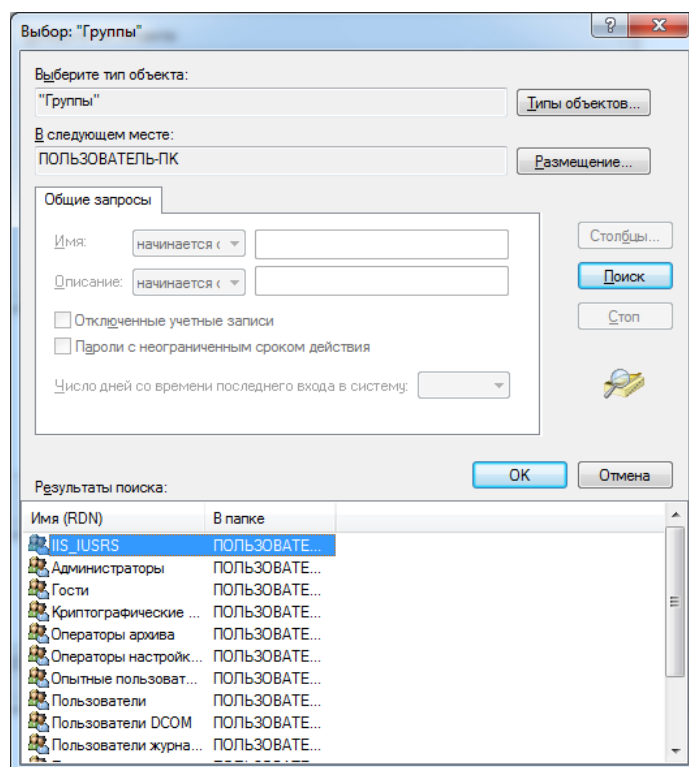 Выбор: "Группы"
Выберите тип объекта:
"Группы"
Типы объектов...
В следующем месте:
ПОЛЬЗОВАТЕЛЬ-ПК
Размещение...
Общие запросы
Имя: начинается с
Столбцы...
Описание: начинается с
Поиск
Отключенные учетные записи
Стоп
Пароли с неограниченным сроком действия
Число дней со времени последнего входа в систему:
OK Отмена
Результаты поиска:
Имя (RDN) В папке
IIS_IUSRS ПОЛЬЗОВАТЕ...
Администраторы ПОЛЬЗОВАТЕ...
Гости ПОЛЬЗОВАТЕ...
Криптографические ... ПОЛЬЗОВАТЕ...
Операторы архива ПОЛЬЗОВАТЕ...
Операторы настройк... ПОЛЬЗОВАТЕ...
Опытные пользоват... ПОЛЬЗОВАТЕ...
Пользователи ПОЛЬЗОВАТЕ...
Пользователи DCOM ПОЛЬЗОВАТЕ...
Пользователи журна... ПОЛЬЗОВАТЕ...